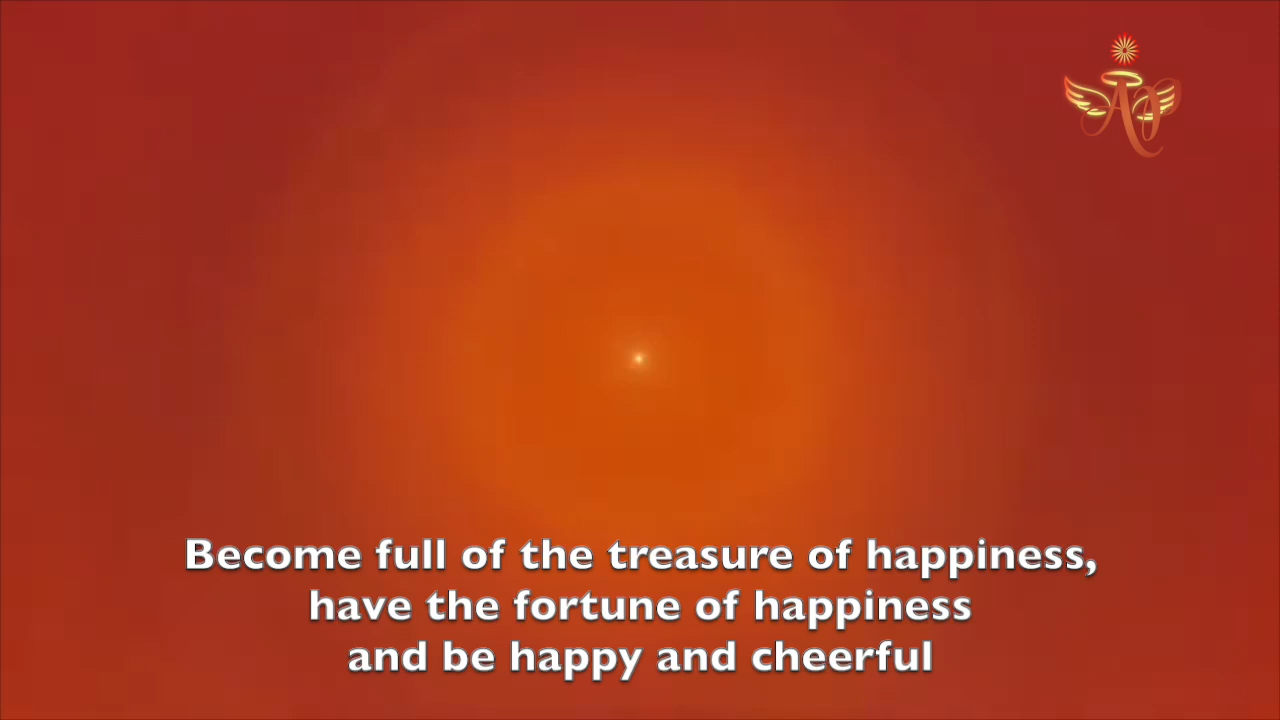 Become full of the treasure of happiness,
have the fortune of happiness
and be happy and cheerful